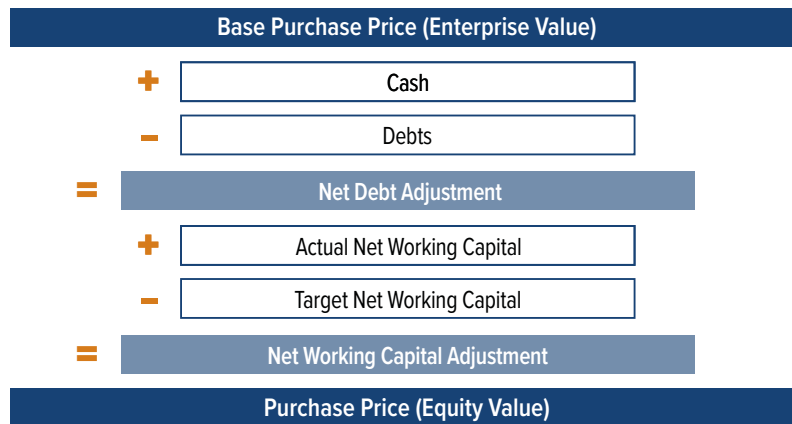 Base Purchase Price (Enterprise Value)
+ Cash
- Debts
= Net Debt Adjustment
+ Actual Net Working Capital
- Target Net Working Capital
= Net Working Capital Adjustment
Purchase Price (Equity Value)